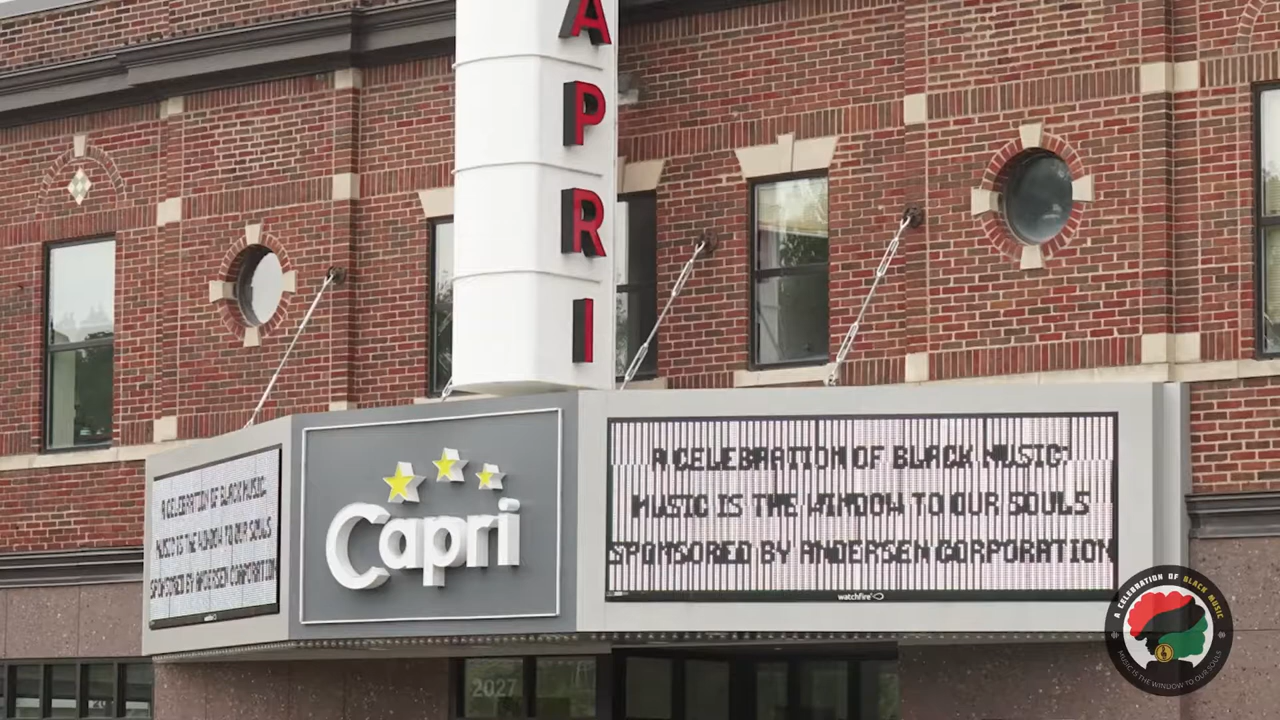 APRI
A CELEBRATION OF BLACK MUSIC:
MUSIC IS THE WINDOW TO OUR SOULS
SPONSORED BY ANDERSEN CORPORATION
watchfire
Capri
A CELEBRATION OF BLACK MUSIC:
MUSIC IS THE WINDOW TO OUR SOULS
SPONSORED BY ANDERSEN CORPORATION
watchfire
2027
A CELEBRATION OF BLACK MUSIC
MUSIC IS THE WINDOW TO OUR SOULS